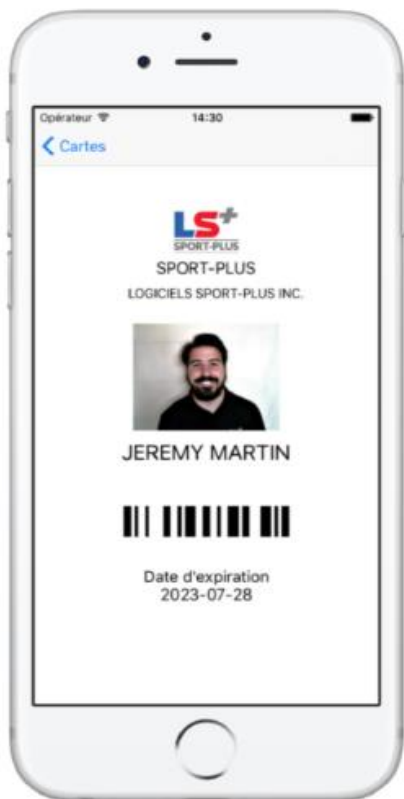 Opérateur 14:30
Cartes
LS+
SPORT-PLUS
SPORT-PLUS
LOGICIELS SPORT-PLUS INC.
JEREMY MARTIN
Date d'expiration
2023-07-28